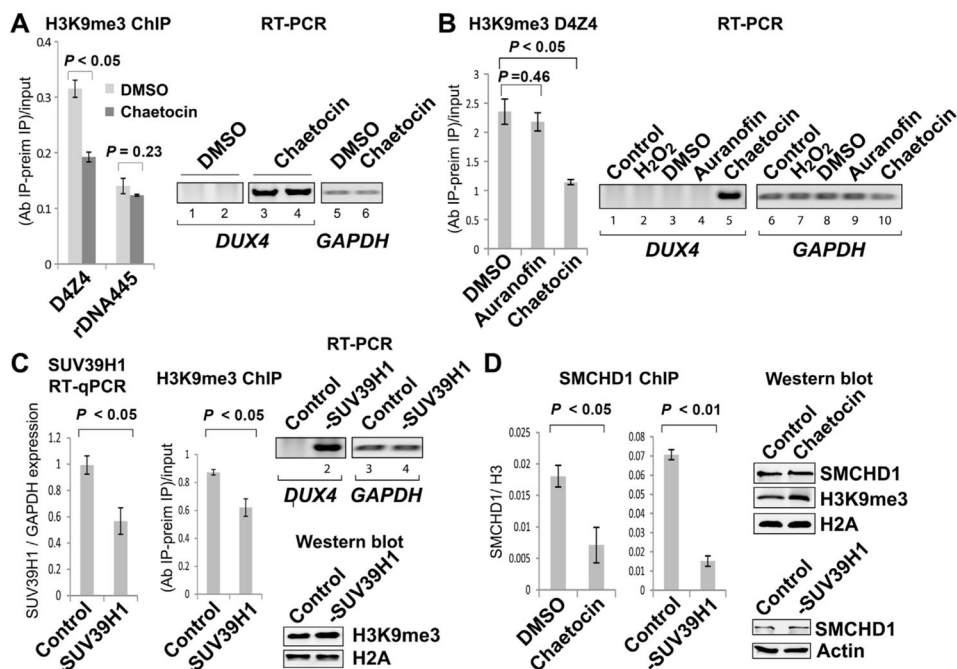 A
H3K9me3 ChIP
RT-PCR
(Ab IP-preim IP)/input
0.4
0.3
0.2
0.1
0
P < 0.05
P = 0.23
DMSO
Chaetocin
D4Z4
rDNA445
DMSO
Chaetocin
DMSO
Chaetocin
1 2 3 4 5 6
DUX4
GAPDH
B
H3K9me3 D4Z4
RT-PCR
(Ab IP-preim IP)/input
3
2.5
2
1.5
1
0.5
0
P < 0.05
P =0.46
DMSO
Auranofin
Chaetocin
Control
H2O2
DMSO
Auranofin
Chaetocin
Control
H2O2
DMSO
Auranofin
Chaetocin
1 2 3 4 5 6 7 8 9 10
DUX4
GAPDH
C
SUV39H1
RT-qPCR
SUV39H1 / GAPDH expression
1.2
1
0.8
0.6
0.4
0.2
0
P < 0.05
Control
-SUV39H1
H3K9me3 ChIP
(Ab IP-preim IP)/input
1.2
1
0.8
0.6
0.4
0.2
0
P < 0.05
Control
-SUV39H1
RT-PCR
Control
-SUV39H1
Control
-SUV39H1
2 3 4
DUX4
GAPDH
Western blot
Control
-SUV39H1
H3K9me3
H2A
D
SMCHD1 ChIP
SMCHD1/ H3
0.025
0.02
0.015
0.01
0.005
0
P < 0.05
DMSO
Chaetocin
0.08
0.07
0.06
0.05
0.04
0.03
0.02
0.01
0
P < 0.01
Control
-SUV39H1
Western blot
Control
Chaetocin
SMCHD1
H3K9me3
H2A
Control
-SUV39H1
SMCHD1
Actin